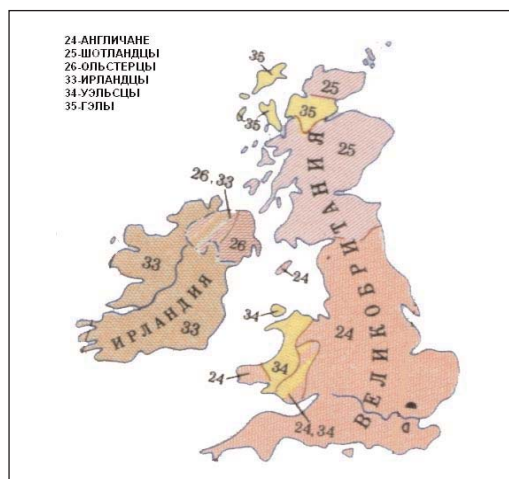 24-АНГЛИЧАНЕ
25-ШОТЛАНДЦЫ
26-ОЛЬСТЕРЦЫ
33-ИРЛАНДЦЫ
34-УЭЛЬСЦЫ
35-ГЭЛЫ
35
25
35
35
25
26,33
26
33
24
33
34
24
24
34
24,34
ИРЛАНДИЯ
ВЕЛИКОБРИТАНИЯ